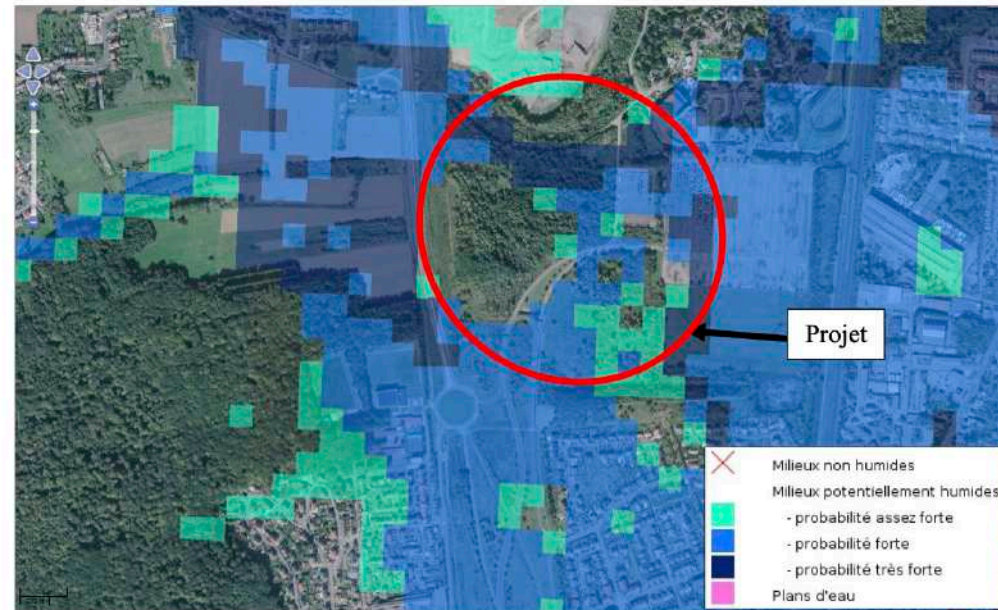 Projet
Milieux non humides
Milieux potentiellement humides
- probabilité assez forte
- probabilité forte
- probabilité très forte
Plans d'eau